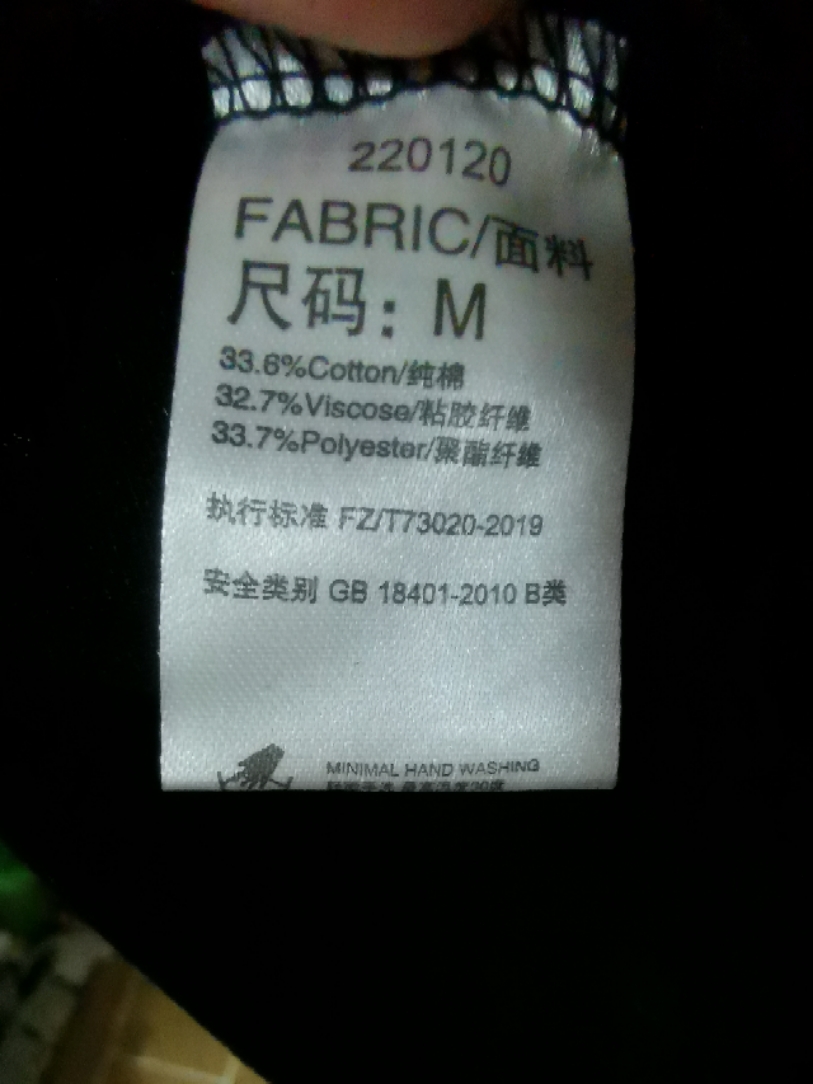 220120
FABRIC/面料
尺码：M
33.6%Cotton/纯棉
32.7%Viscose/粘胶纤维
33.7%Polyester/聚酯纤维
执行标准 FZ/T73020-2019
安全类别 GB 18401-2010 B类
MINIMAL HAND WASHING